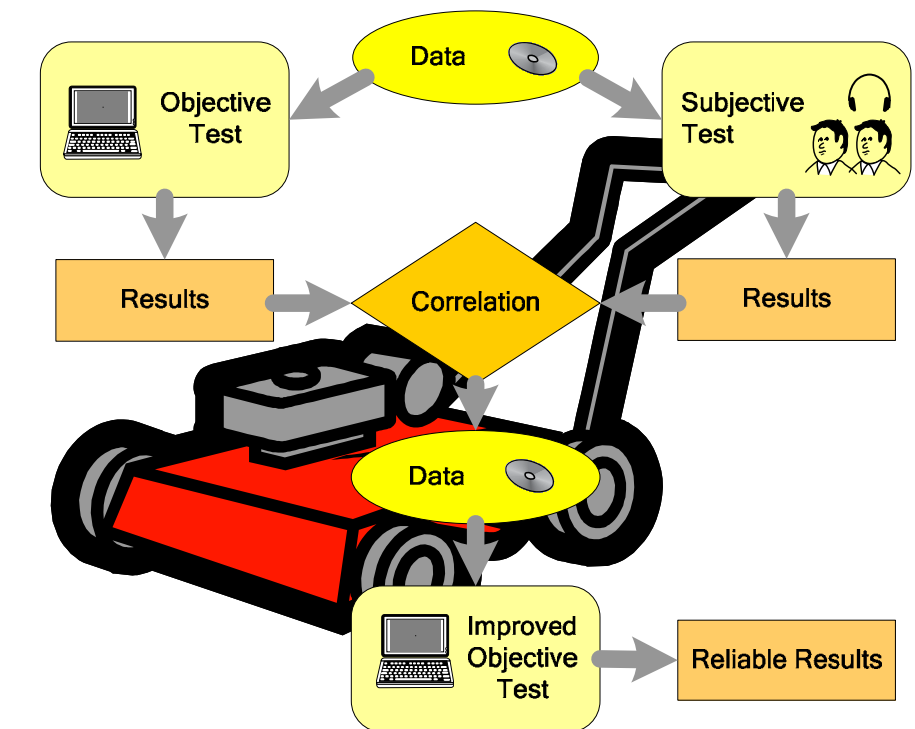 Data
Objective
Test
Subjective
Test
Results
Correlation
Results
Data
Improved
Objective
Test
Reliable Results